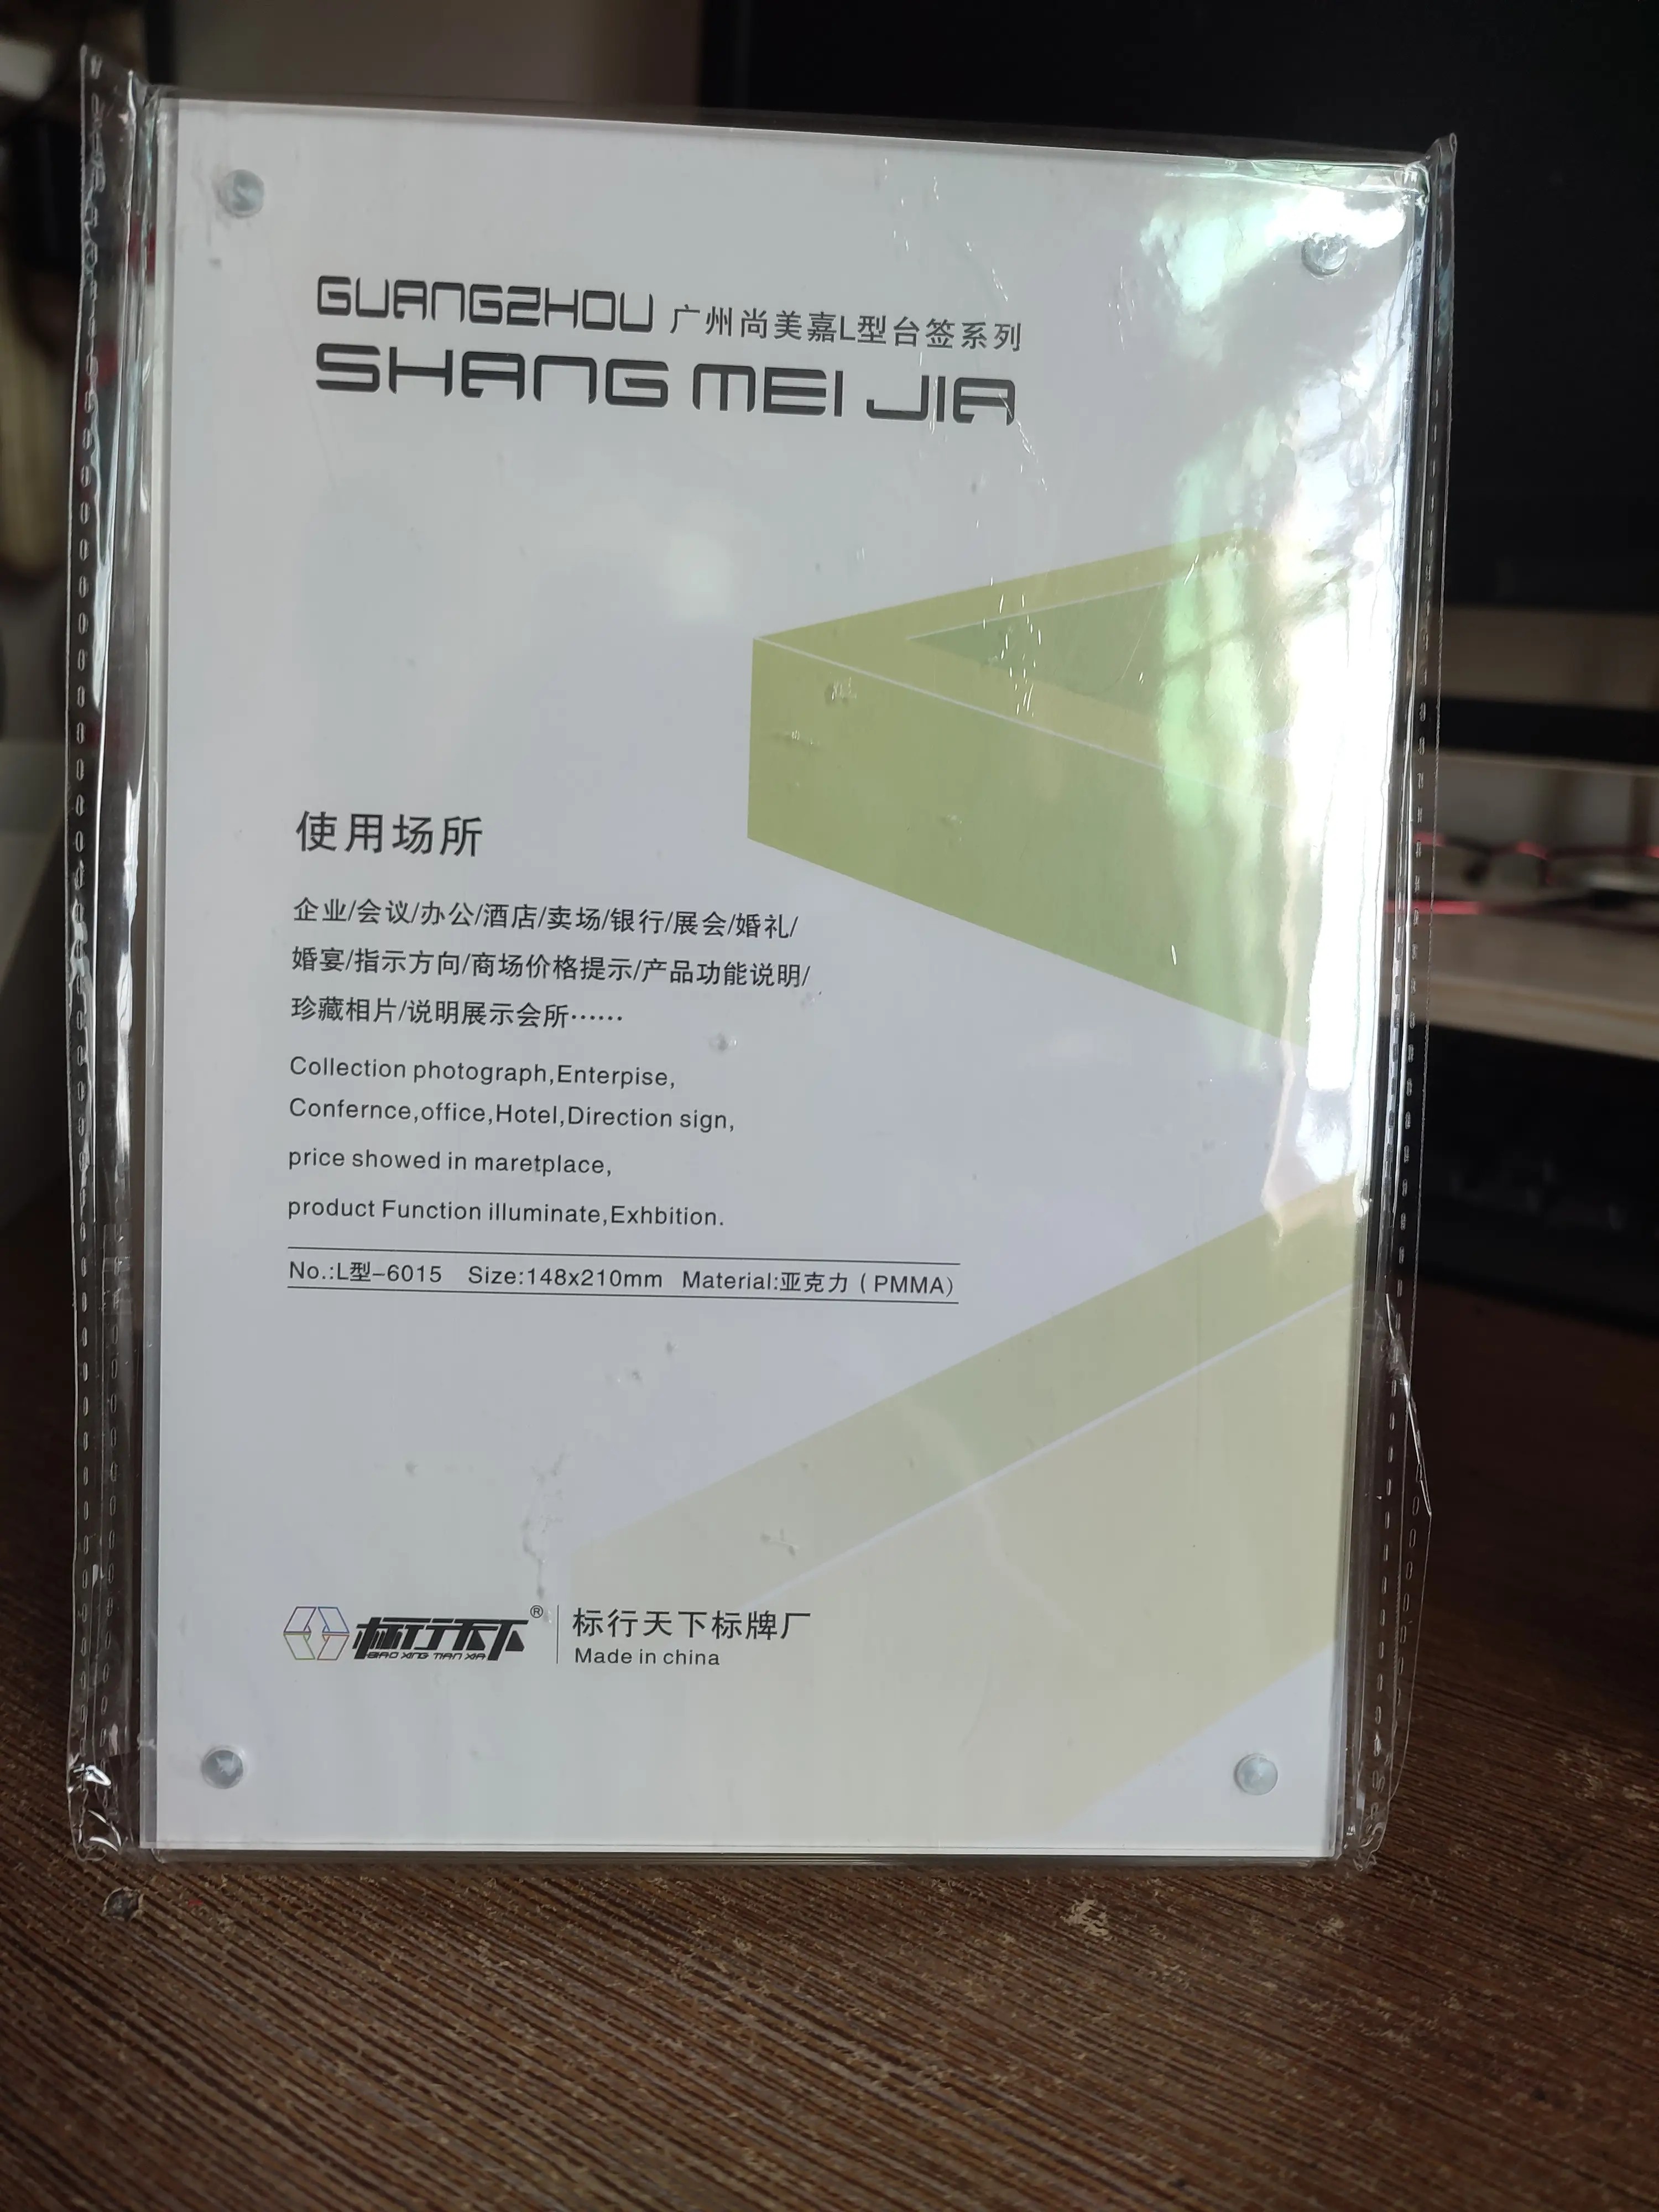 GUANGZHOU 广州尚美嘉L型台签系列
SHANG MEI JIA
使用场所
企业/会议/办公/酒店/卖场/银行/展会/婚礼/
婚宴/指示方向/商场价格提示/产品功能说明/
珍藏相片/说明展示会所……
Collection photograph,Enterpise,
Confernce,office,Hotel,Direction sign,
price showed in maretplace,
product Function illuminate,Exhbition.
No.:L型-6015 Size:148x210mm Material:亚克力（PMMA）
标行天下® 标行天下标牌厂
BIAO XING TIAN XIA Made in china